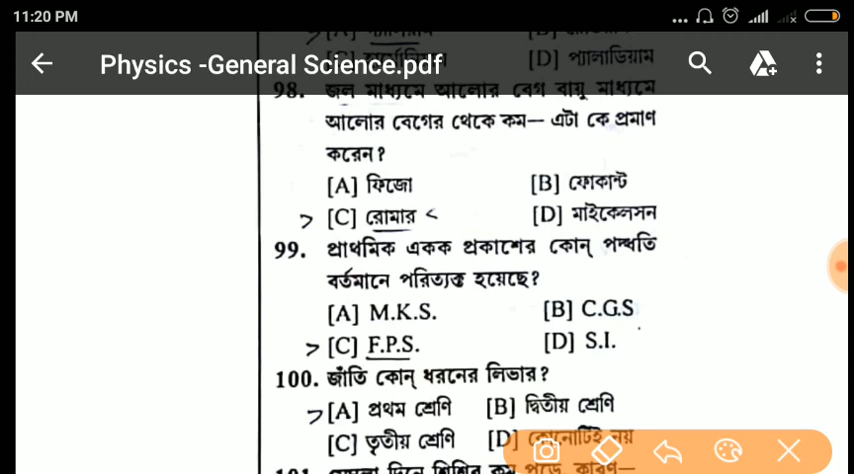 11:20 PM
Physics -General Science.pdf
[D] প্যালাডিয়াম
98. জল মাধ্যমে আলোর বেগ বায়ু মাধ্যমে
আলোর বেগের থেকে কম— এটা কে প্রমাণ
করেন?
[A] ফিজো [B] ফোকাল্ট
[C] রোমার
[D] মাইকেলসন
99. প্রাথমিক একক প্রকাশের কোন্ পদ্ধতি
বর্তমানে পরিত্যক্ত হয়েছে?
[A] M.K.S. [B] C.G.S
[C] F.P.S. [D] S.I.
100. জাঁতি কোন্ ধরনের লিভার?
[A] প্রথম শ্রেণি [B] দ্বিতীয় শ্রেণি
[C] তৃতীয় শ্রেণি [D] কোনোটিই নয়